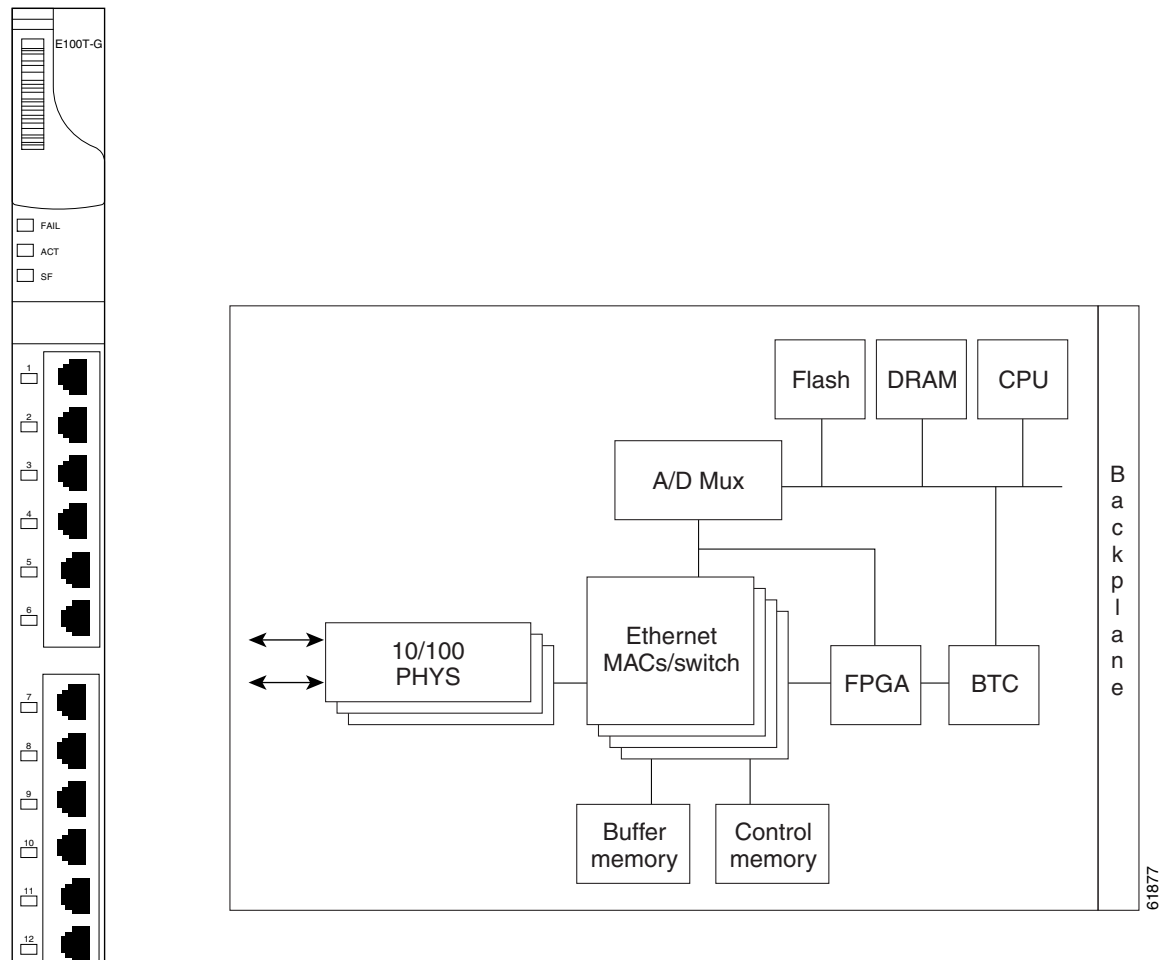 E100T-G
FAIL
ACT
SF
1
2
3
4
5
6
7
8
9
10
11
12
Flash
DRAM
CPU
A/D Mux
Ethernet
MACs/switch
10/100
PHYS
FPGA
BTC
Buffer
memory
Control
memory
Backplane
61877